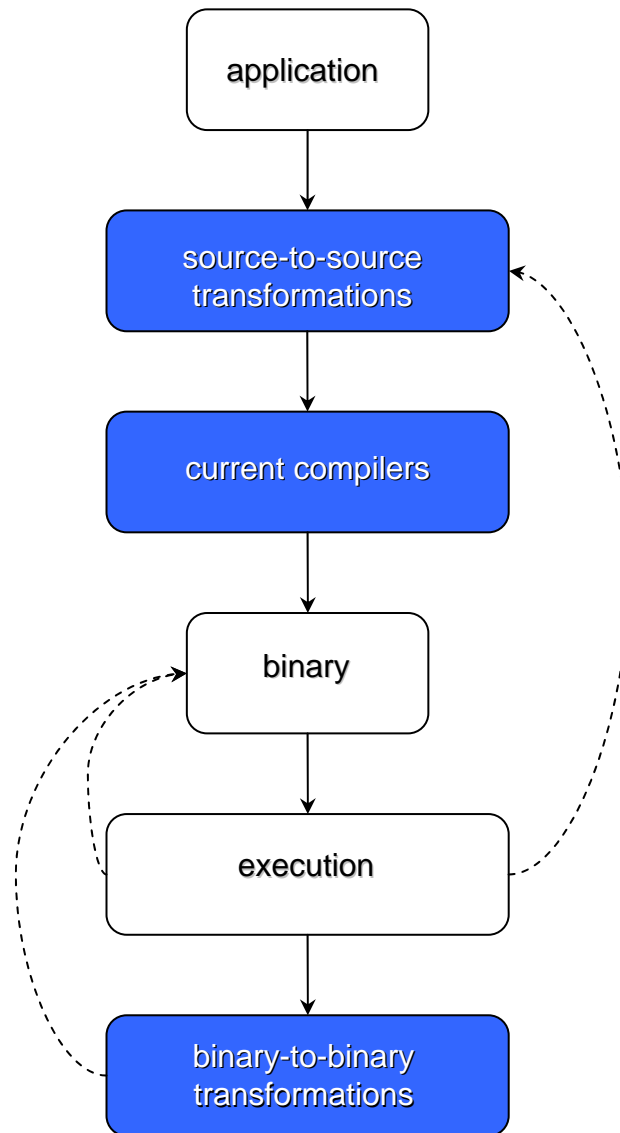 application
source-to-source
transformations
current compilers
binary
execution
binary-to-binary
transformations